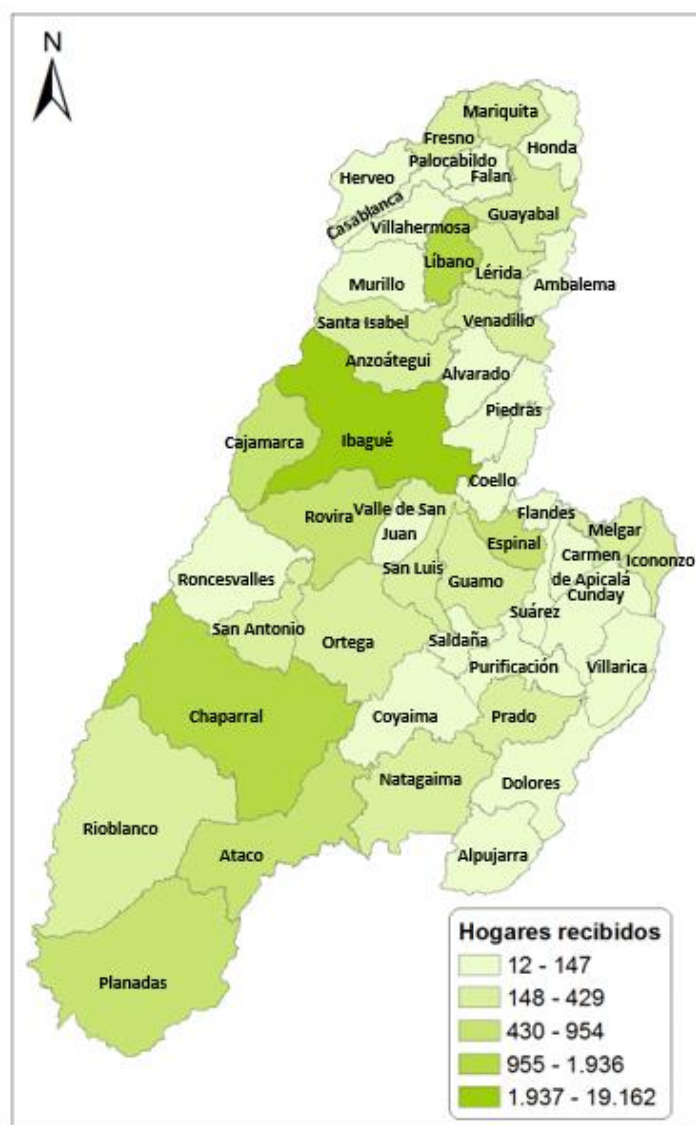 N
Mariquita
Fresno
Honda
Palocabildo
Falan
Herveo
Casablanca
Guayabal
Villahermosa
Líbano
Lérida
Murillo
Ambalema
Santa Isabel
Venadillo
Anzoátegui
Alvarado
Piedras
Cajamarca
Ibagué
Coello
Rovira
Valle de San
Juan
Flandes
Melgar
Espinal
Carmen
de Apicalá
Icononzo
Roncesvalles
San Luis
Guamo
Cunday
Suárez
San Antonio
Ortega
Saldaña
Purificación
Villarica
Chaparral
Coyaima
Prado
Natagaima
Dolores
Rioblanco
Ataco
Alpujarra
Planadas
Hogares recibidos
12 - 147
148 - 429
430 - 954
955 - 1.936
1.937 - 19.162